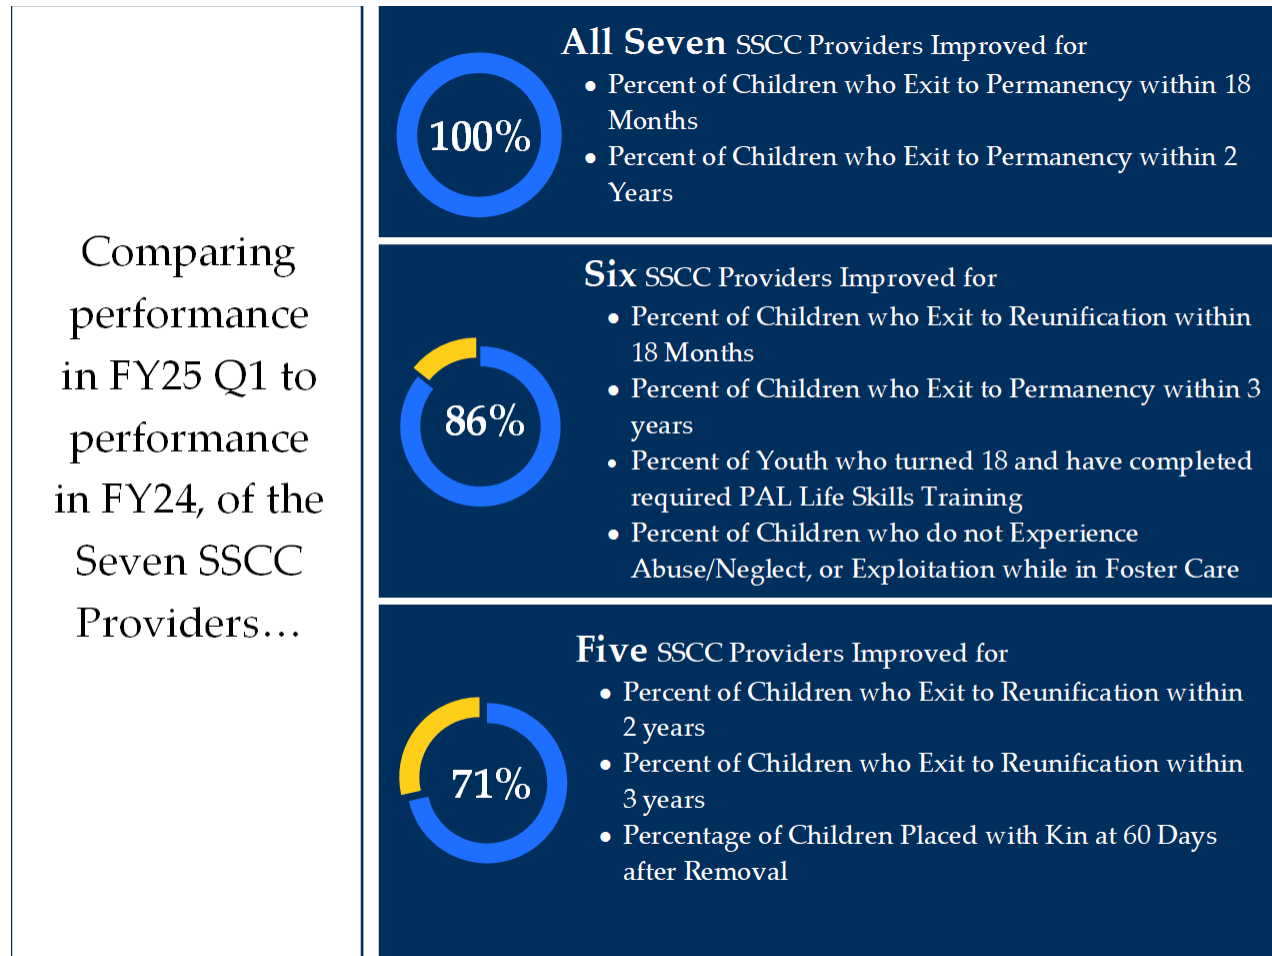 Comparing
performance
in FY25 Q1 to
performance
in FY24, of the
Seven SSCC
Providers…
100%
All Seven SSCC Providers Improved for
• Percent of Children who Exit to Permanency within 18
Months
• Percent of Children who Exit to Permanency within 2
Years
86%
Six SSCC Providers Improved for
• Percent of Children who Exit to Reunification within
18 Months
• Percent of Children who Exit to Permanency within 3
years
• Percent of Youth who turned 18 and have completed
required PAL Life Skills Training
• Percent of Children who do not Experience
Abuse/Neglect, or Exploitation while in Foster Care
71%
Five SSCC Providers Improved for
• Percent of Children who Exit to Reunification within
2 years
• Percent of Children who Exit to Reunification within
3 years
• Percentage of Children Placed with Kin at 60 Days
after Removal